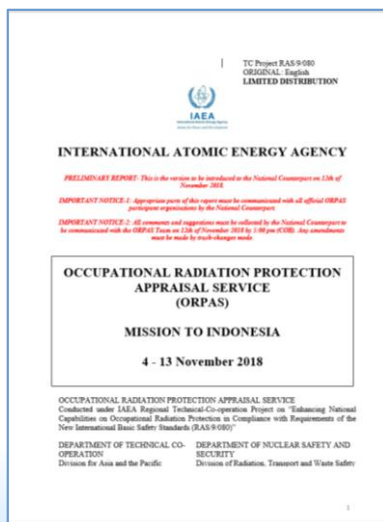 TC Project RAS/9/080
ORIGINAL: English
LIMITED DISTRIBUTION
IAEA
INTERNATIONAL ATOMIC ENERGY AGENCY
PRELIMINARY REPORT: This is the version to be introduced to the National Counterpart on 12th of
November 2018.
IMPORTANT NOTICE-1: Appropriate parts of this report must be communicated with all official ORPAS
participant organizations by the National Counterpart.
IMPORTANT NOTICE-2: All comments and suggestions must be collected by the National Counterpart to
be communicated with the ORPAS Team on 12th of November 2018 by 5:00 pm (COB). Any amendments
must be made by track-changes mode.
OCCUPATIONAL RADIATION PROTECTION
APPRAISAL SERVICE
(ORPAS)
MISSION TO INDONESIA
4 - 13 November 2018
OCCUPATIONAL RADIATION PROTECTION APPRAISAL SERVICE
Conducted under IAEA Regional Technical-Co-operation Project on "Enhancing National
Capabilities on Occupational Radiation Protection in Compliance with Requirements of the
New International Basic Safety Standards (RAS/9/080)"
DEPARTMENT OF TECHNICAL CO-
OPERATION
Division for Asia and the Pacific
DEPARTMENT OF NUCLEAR SAFETY AND
SECURITY
Division of Radiation, Transport and Waste Safety
1